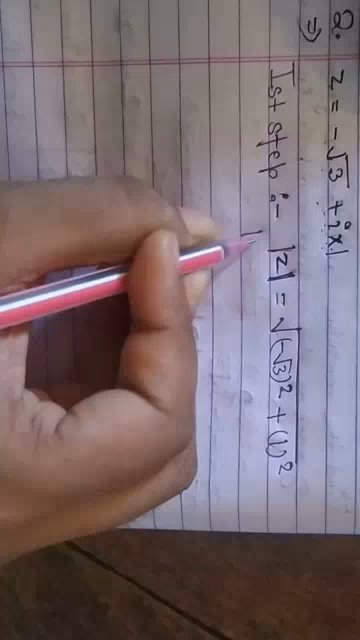 Q. z = -√3 + i×1
⇒ Ist step :- |z| = √(-√3)² + (1)²